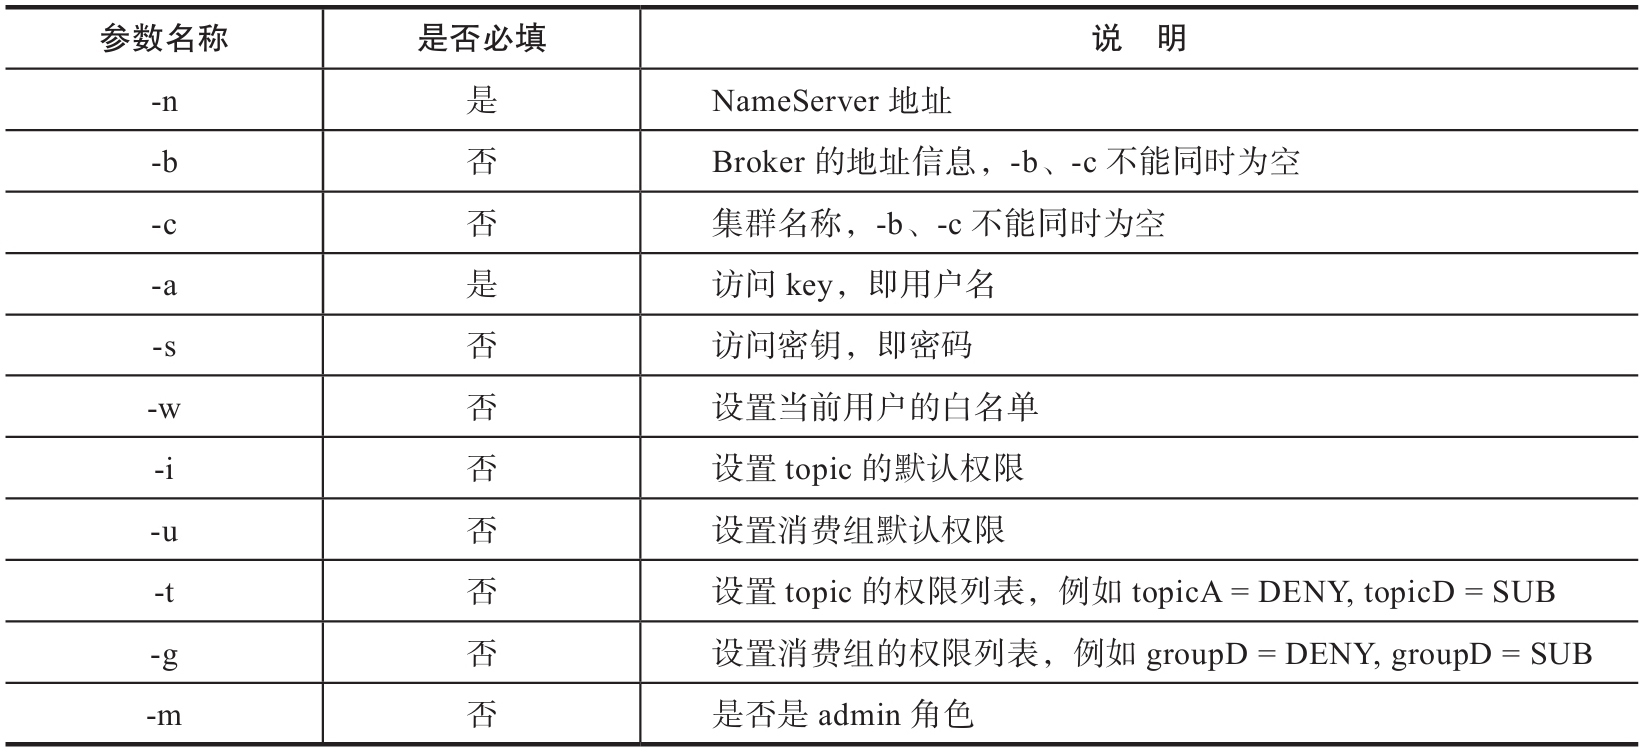 参数名称 是否必填 说 明
-n 是 NameServer 地址
-b 否 Broker 的地址信息，-b、-c 不能同时为空
-c 否 集群名称，-b、-c 不能同时为空
-a 是 访问 key，即用户名
-s 否 访问密钥，即密码
-w 否 设置当前用户的白名单
-i 否 设置 topic 的默认权限
-u 否 设置消费组默认权限
-t 否 设置 topic 的权限列表，例如 topicA = DENY, topicD = SUB
-g 否 设置消费组的权限列表，例如 groupD = DENY, groupD = SUB
-m 否 是否是 admin 角色